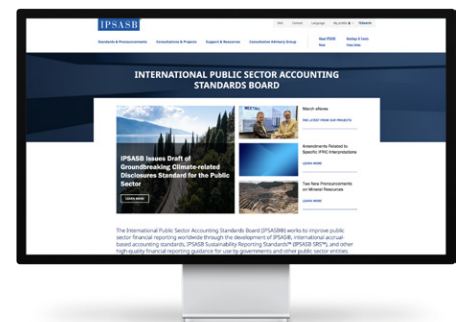 IPSASB
Language
Standards & Pronouncements
Consultations & Projects
Support & Resources
Consultative Advisory Group
INTERNATIONAL PUBLIC SECTOR ACCOUNTING
STANDARDS BOARD
IPSASB Issues Draft of
Groundbreaking Climate-related
Disclosures Standard for the Public
Sector
LEARN MORE
March eNews
THE LATEST FROM OUR PROJECTS
Amendments Related to
Specific IFRIC Interpretations
LEARN MORE
Two New Pronouncements
on Mineral Resources
LEARN MORE
The International Public Sector Accounting Standards Board (IPSASB®) works to improve public
sector financial reporting worldwide through the development of IPSAS®, international accrual-
based accounting standards, IPSASB Sustainability Reporting Standards™ (IPSASB SRS™), and other
high-quality financial reporting guidance for use by governments and other public sector entities.